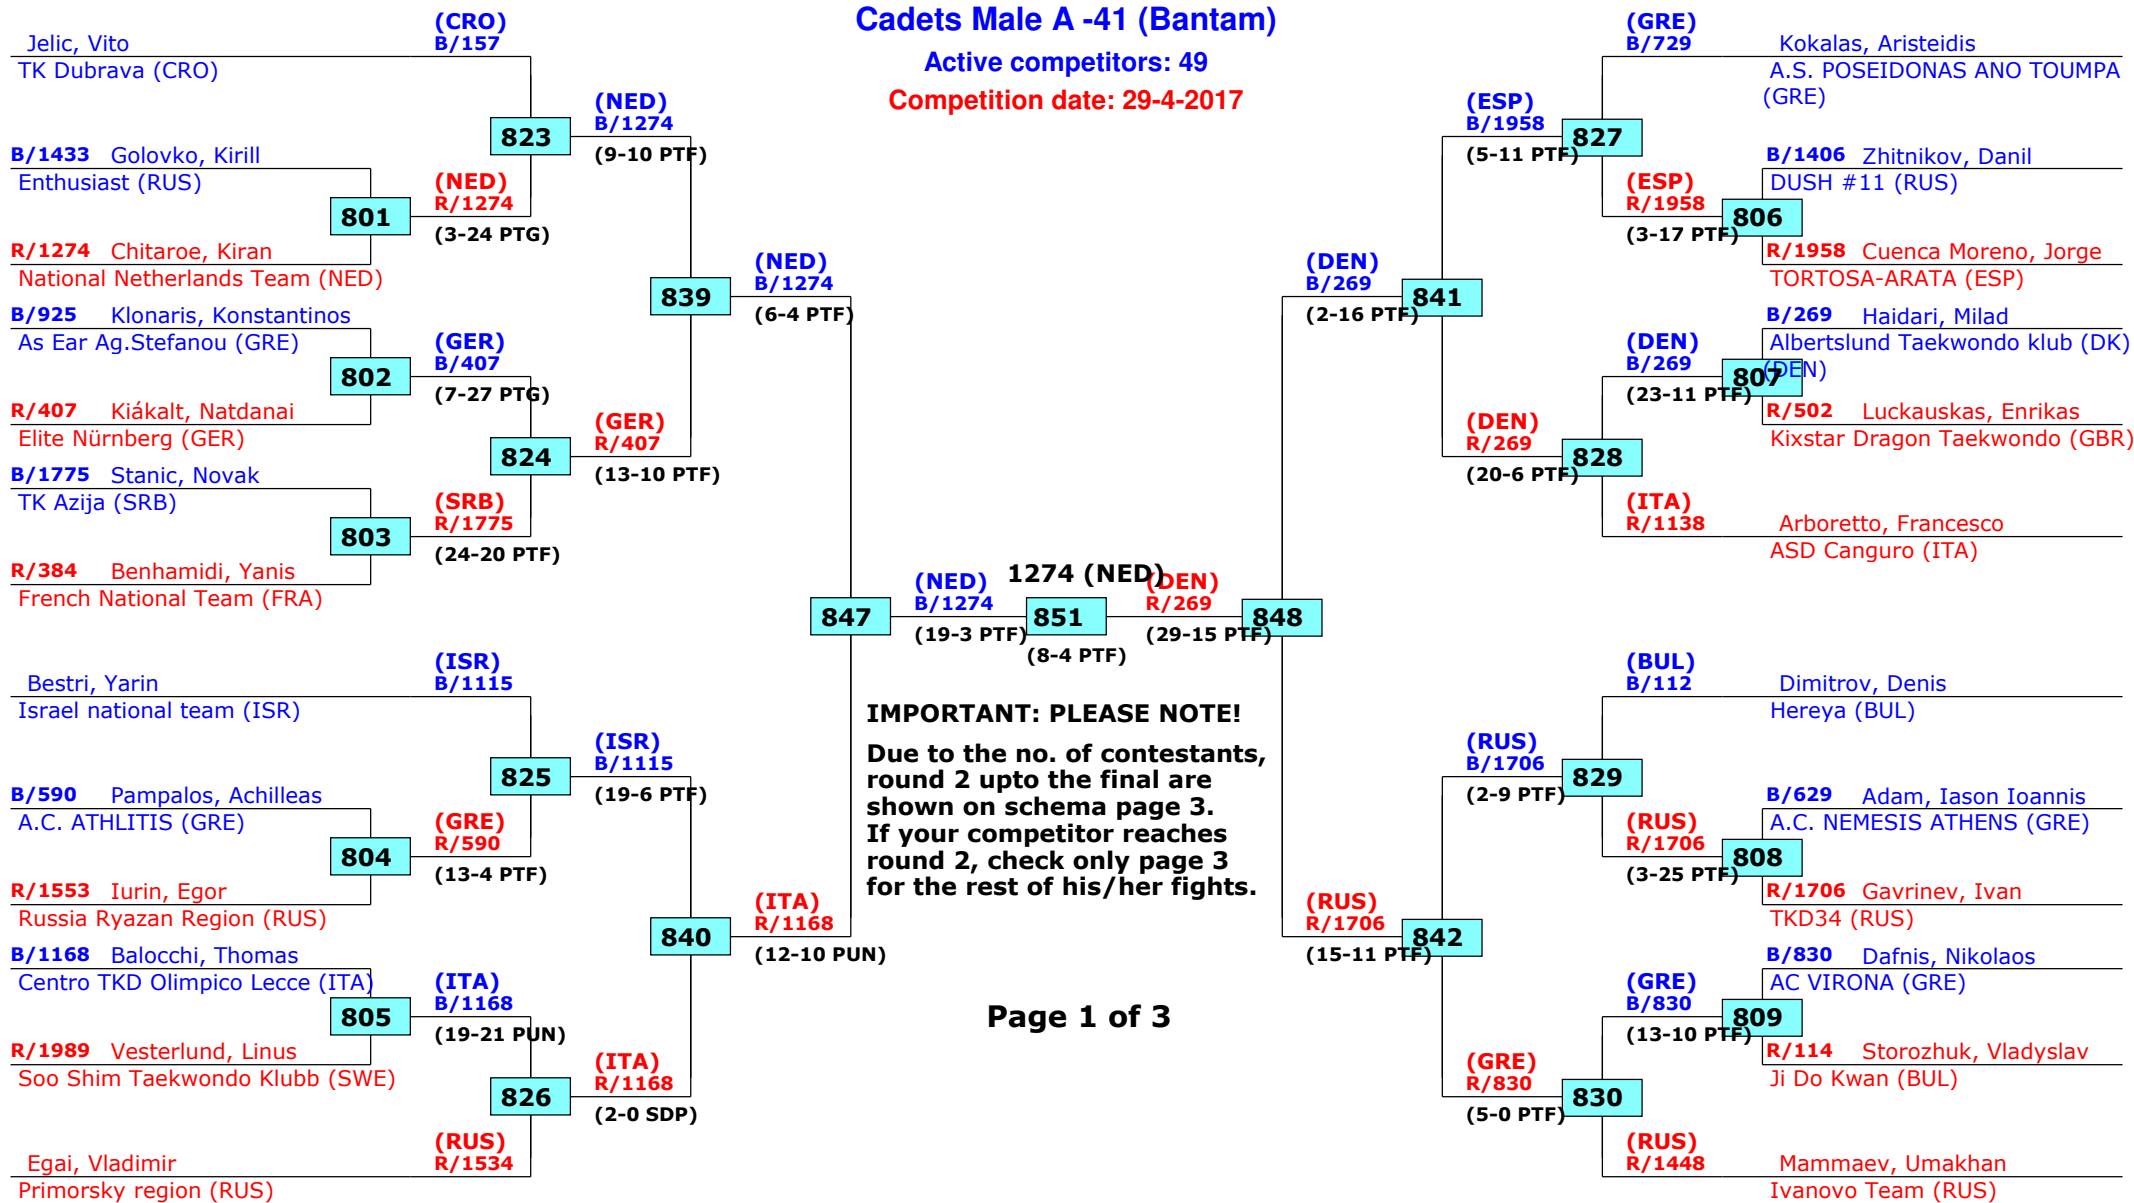 Cadets Male A -41 (Bantam)
Active competitors: 49
Competition date: 29-4-2017
Jelic, Vito
TK Dubrava (CRO)
(CRO)
B/157
B/1433 Golovko, Kirill
Enthusiast (RUS)
801
R/1274 Chitaroe, Kiran
National Netherlands Team (NED)
(NED)
R/1274
(3-24 PTG)
823
(NED)
B/1274
(9-10 PTF)
B/925 Klonaris, Konstantinos
As Ear Ag.Stefanou (GRE)
802
R/407 Kiákalt, Natdanai
Elite Nürnberg (GER)
(GER)
B/407
(7-27 PTG)
824
(GER)
R/407
(13-10 PTF)
B/1775 Stanic, Novak
TK Azija (SRB)
803
R/384 Benhamidi, Yanis
French National Team (FRA)
(SRB)
R/1775
(24-20 PTF)
839
(NED)
B/1274
(6-4 PTF)
Bestri, Yarin
Israel national team (ISR)
(ISR)
B/1115
B/590 Pampalos, Achilleas
A.C. ATHLITIS (GRE)
804
R/1553 Iurin, Egor
Russia Ryazan Region (RUS)
(GRE)
R/590
(13-4 PTF)
825
(ISR)
B/1115
(19-6 PTF)
B/1168 Balocchi, Thomas
Centro TKD Olimpico Lecce (ITA)
805
R/1989 Vesterlund, Linus
Soo Shim Taekwondo Klubb (SWE)
(ITA)
B/1168
(19-21 PUN)
826
(ITA)
R/1168
(2-0 SDP)
Egai, Vladimir
Primorsky region (RUS)
(RUS)
R/1534
840
(ITA)
R/1168
(12-10 PUN)
847
(NED)
B/1274
(19-3 PTF)
1274 (NED)
851
(8-4 PTF)
(DEN)
R/269
(29-15 PTF)
848
IMPORTANT: PLEASE NOTE!
Due to the no. of contestants,
round 2 upto the final are
shown on schema page 3.
If your competitor reaches
round 2, check only page 3
for the rest of his/her fights.
Page 1 of 3
(GRE)
B/729
Kokalas, Aristeidis
A.S. POSEIDONAS ANO TOUMPA
(GRE)
(ESP)
B/1958
(5-11 PTF)
827
(ESP)
R/1958
(3-17 PTF)
806
B/1406 Zhitnikov, Danil
DUSH #11 (RUS)
R/1958 Cuenca Moreno, Jorge
TORTOSA-ARATA (ESP)
(DEN)
B/269
(2-16 PTF)
841
(DEN)
B/269
(23-11 PTF)
807
B/269 Haidari, Milad
Albertslund Taekwondo klub (DK)
(DEN)
R/502 Luckauskas, Enrikas
Kixstar Dragon Taekwondo (GBR)
(DEN)
R/269
(20-6 PTF)
828
(ITA)
R/1138
Arboretto, Francesco
ASD Canguro (ITA)
(BUL)
B/112
Dimitrov, Denis
Hereya (BUL)
(RUS)
B/1706
(2-9 PTF)
829
(RUS)
R/1706
(3-25 PTF)
808
B/629 Adam, Iason Ioannis
A.C. NEMESIS ATHENS (GRE)
R/1706 Gavrinev, Ivan
TKD34 (RUS)
(RUS)
R/1706
(15-11 PTF)
842
(GRE)
B/830
(13-10 PTF)
809
B/830 Dafnis, Nikolaos
AC VIRONA (GRE)
R/114 Storozhuk, Vladyslav
Ji Do Kwan (BUL)
(GRE)
R/830
(5-0 PTF)
830
(RUS)
R/1448
Mammaev, Umakhan
Ivanovo Team (RUS)